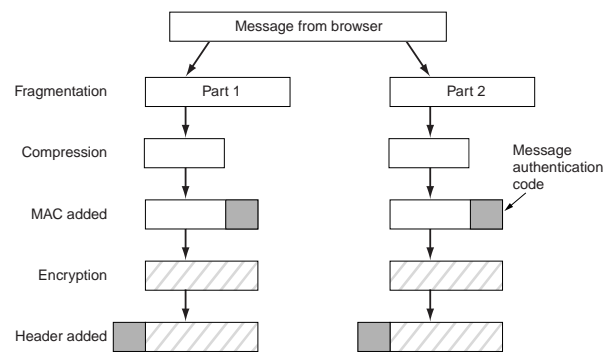 Message from browser
Fragmentation
Part 1
Part 2
Compression
Message
authentication
code
MAC added
Encryption
Header added